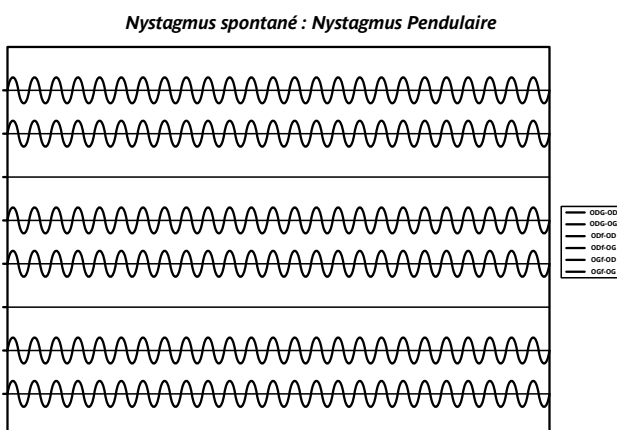 Nystagmus spontané : Nystagmus Pendulaire
ODG-OD
ODG-OG
ODf-OD
ODf-OG
OGf-OD
OGf-OG